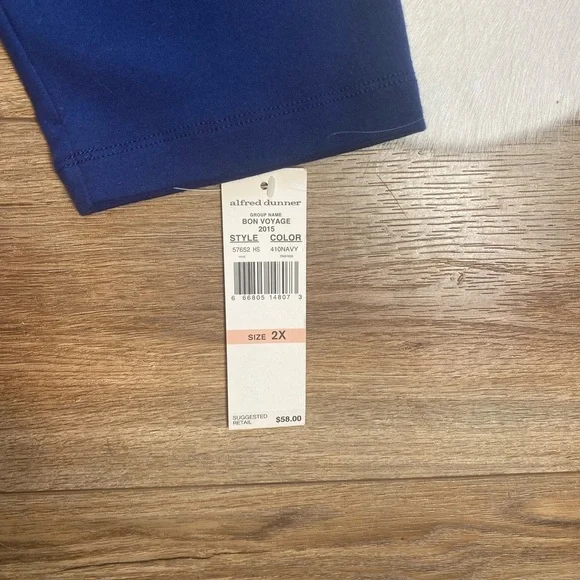 alfred dunner
GROUP NAME
BON VOYAGE
2015
STYLE COLOR
57652 HS 410NAVY
6 66805 14807 3
SIZE 2X
SUGGESTED
RETAIL $58.00